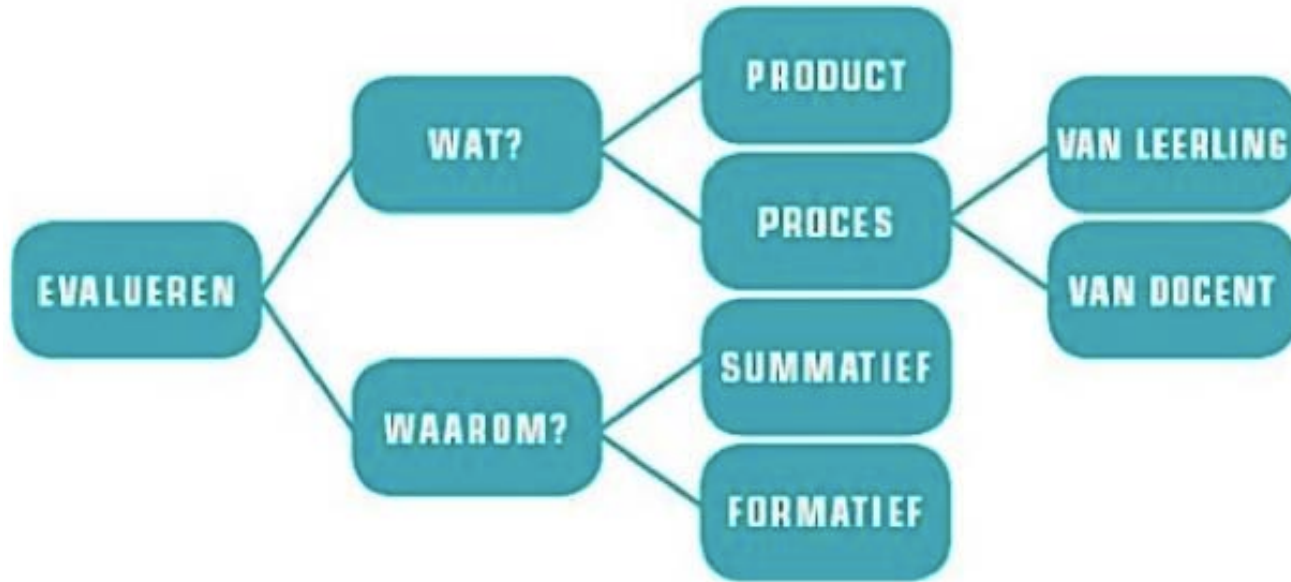 EVALUEREN
WAT?
WAAROM?
PRODUCT
PROCES
SUMMATIEF
FORMATIEF
VAN LEERLING
VAN DOCENT